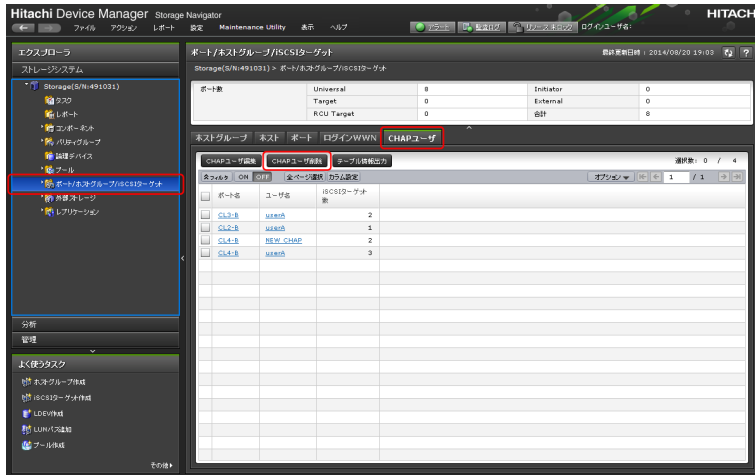 Hitachi Device Manager Storage Navigator
HITACH
ファイル アクション レポート 設定 Maintenance Utility 表示 ヘルプ
アラート 監査ログ リソースロック ログインユーザ名:
エクスプローラ
ストレージシステム
Storage(S/N:491031)
タスク
レポート
コンポーネント
パリティグループ
論理デバイス
プール
ポート/ホストグループ/iSCSIターゲット
外部ストレージ
レプリケーション
分析
管理
よく使うタスク
ホストグループ作成
iSCSIターゲット作成
LDEV作成
LUNパス追加
プール作成
その他
ポート/ホストグループ/iSCSIターゲット
最終更新日時 : 2014/08/20 19:03
Storage(S/N:491031) > ポート/ホストグループ/iSCSIターゲット
ポート数 Universal 8 Initiator 0
Target 0 External 0
RCU Target 0 合計 8
ホストグループ ホスト ポート ログインWWN CHAPユーザ
CHAPユーザ編集 CHAPユーザ削除 テーブル情報出力 選択数: 0 / 4
フィルタ ON OFF 全ページ選択 カラム設定 オプション 1 / 1
ポート名 ユーザ名 iSCSIターゲット数
CL3-B userA 2
CL2-B userA 1
CL4-B NEW CHAP 2
CL4-B userA 3